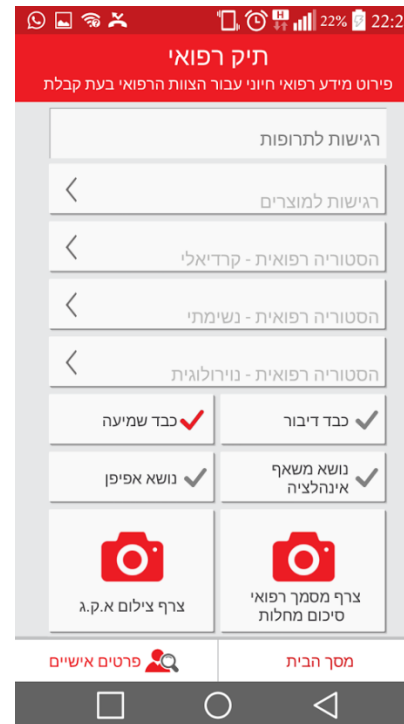 22% 22:2
תיק רפואי
פירוט מידע רפואי חיוני עבור הצוות הרפואי בעת קבלת
רגישות לתרופות
רגישות למוצרים
הסטוריה רפואית - קרדיאלי
הסטוריה רפואית - נשימתי
הסטוריה רפואית - נוירולוגית
כבד דיבור
כבד שמיעה
נושא משאף
אינהלציה
נושא אפיפן
צרף מסמך רפואי
סיכום מחלות
צרף צילום א.ק.ג
מסך הבית
פרטים אישיים